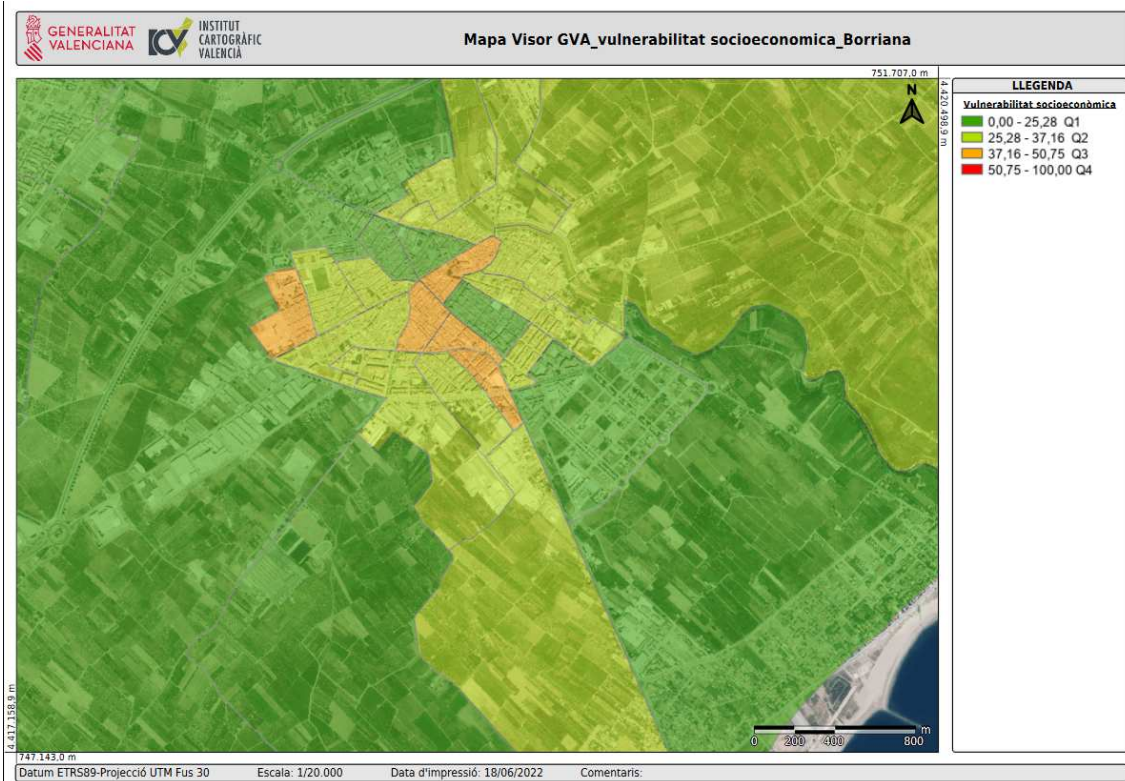 GENERALITAT
VALENCIANA
INSTITUT
CARTOGRÀFIC
VALENCIÀ
Mapa Visor GVA_vulnerabilitat socioeconomica_Borriana
751.707,0 m
4.420.498,9 m
N
LLEGENDA
Vulnerabilitat socioeconòmica
0,00 - 25,28 Q1
25,28 - 37,16 Q2
37,16 - 50,75 Q3
50,75 - 100,00 Q4
4.417.158,9 m
m
0 200 400 800
747.143,0 m
Datum ETRS89-Projecció UTM Fus 30 Escala: 1/20.000 Data d'impressió: 18/06/2022 Comentaris: